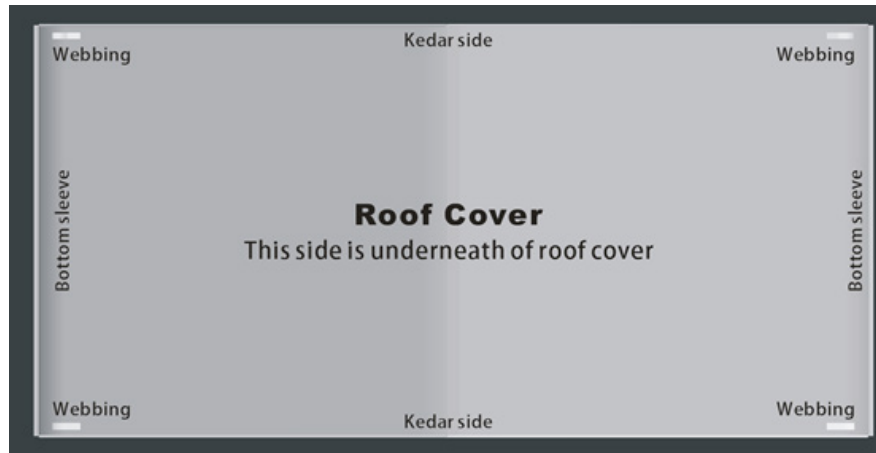 Kedar side
Webbing
Webbing
Bottom sleeve
Bottom sleeve
Roof Cover
This side is underneath of roof cover
Webbing
Webbing
Kedar side